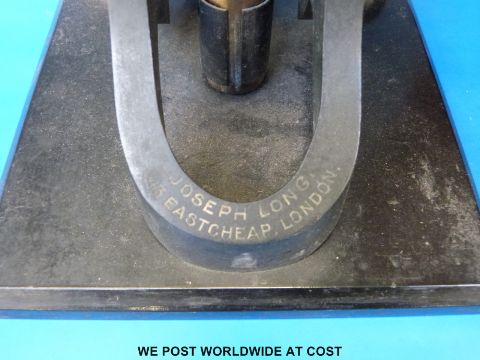 JOSEPH LONG,
EASTCHEAP, LONDON.
WE POST WORLDWIDE AT COST